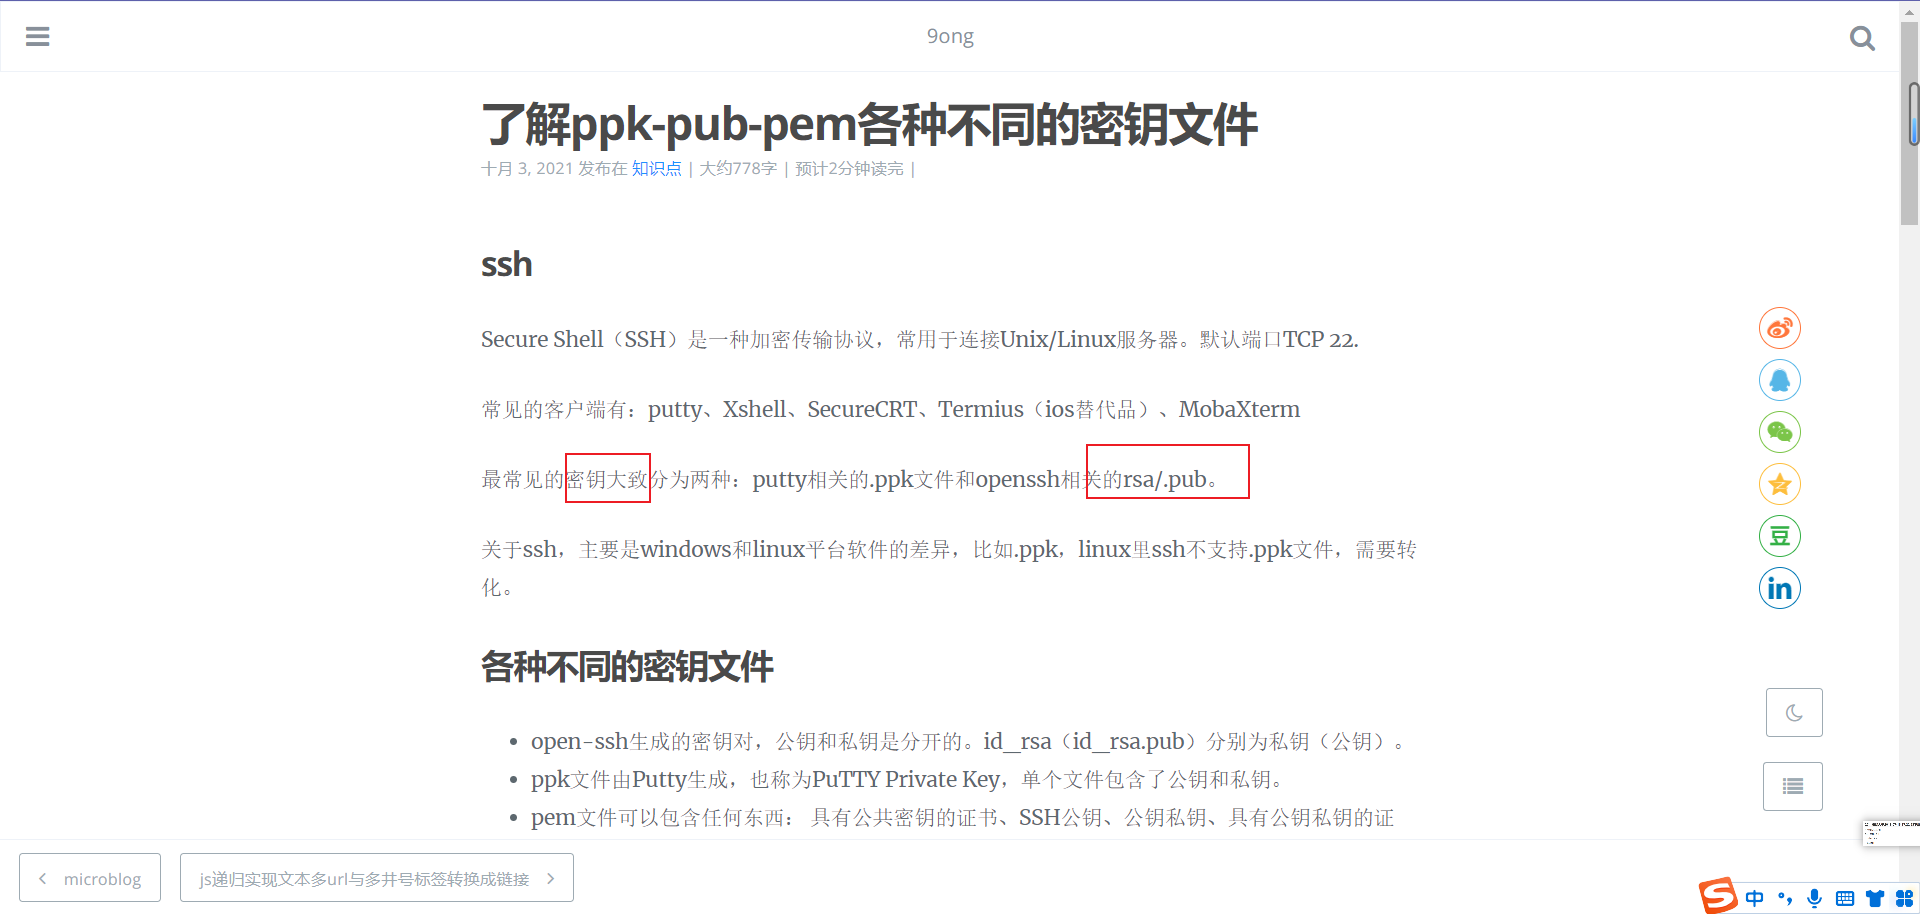 9ong
了解ppk-pub-pem各种不同的密钥文件
十月 3, 2021 发布在 知识点 | 大约778字 | 预计2分钟读完 |
ssh
Secure Shell（SSH）是一种加密传输协议，常用于连接Unix/Linux服务器。默认端口TCP 22.
常见的客户端有：putty、Xshell、SecureCRT、Termius（ios替代品）、MobaXterm
最常见的密钥大致分为两种：putty相关的.ppk文件和openssh相关的rsa/.pub。
关于ssh，主要是windows和linux平台软件的差异，比如.ppk，linux里ssh不支持.ppk文件，需要转
化。
各种不同的密钥文件
• open-ssh生成的密钥对，公钥和私钥是分开的。id_rsa（id_rsa.pub）分别为私钥（公钥）。
• ppk文件由Putty生成，也称为PuTTY Private Key，单个文件包含了公钥和私钥。
• pem文件可以包含任何东西： 具有公共密钥的证书、SSH公钥、公钥私钥、具有公钥私钥的证
microblog
js递归实现文本多url与多井号标签转换成链接
豆
in
S 中